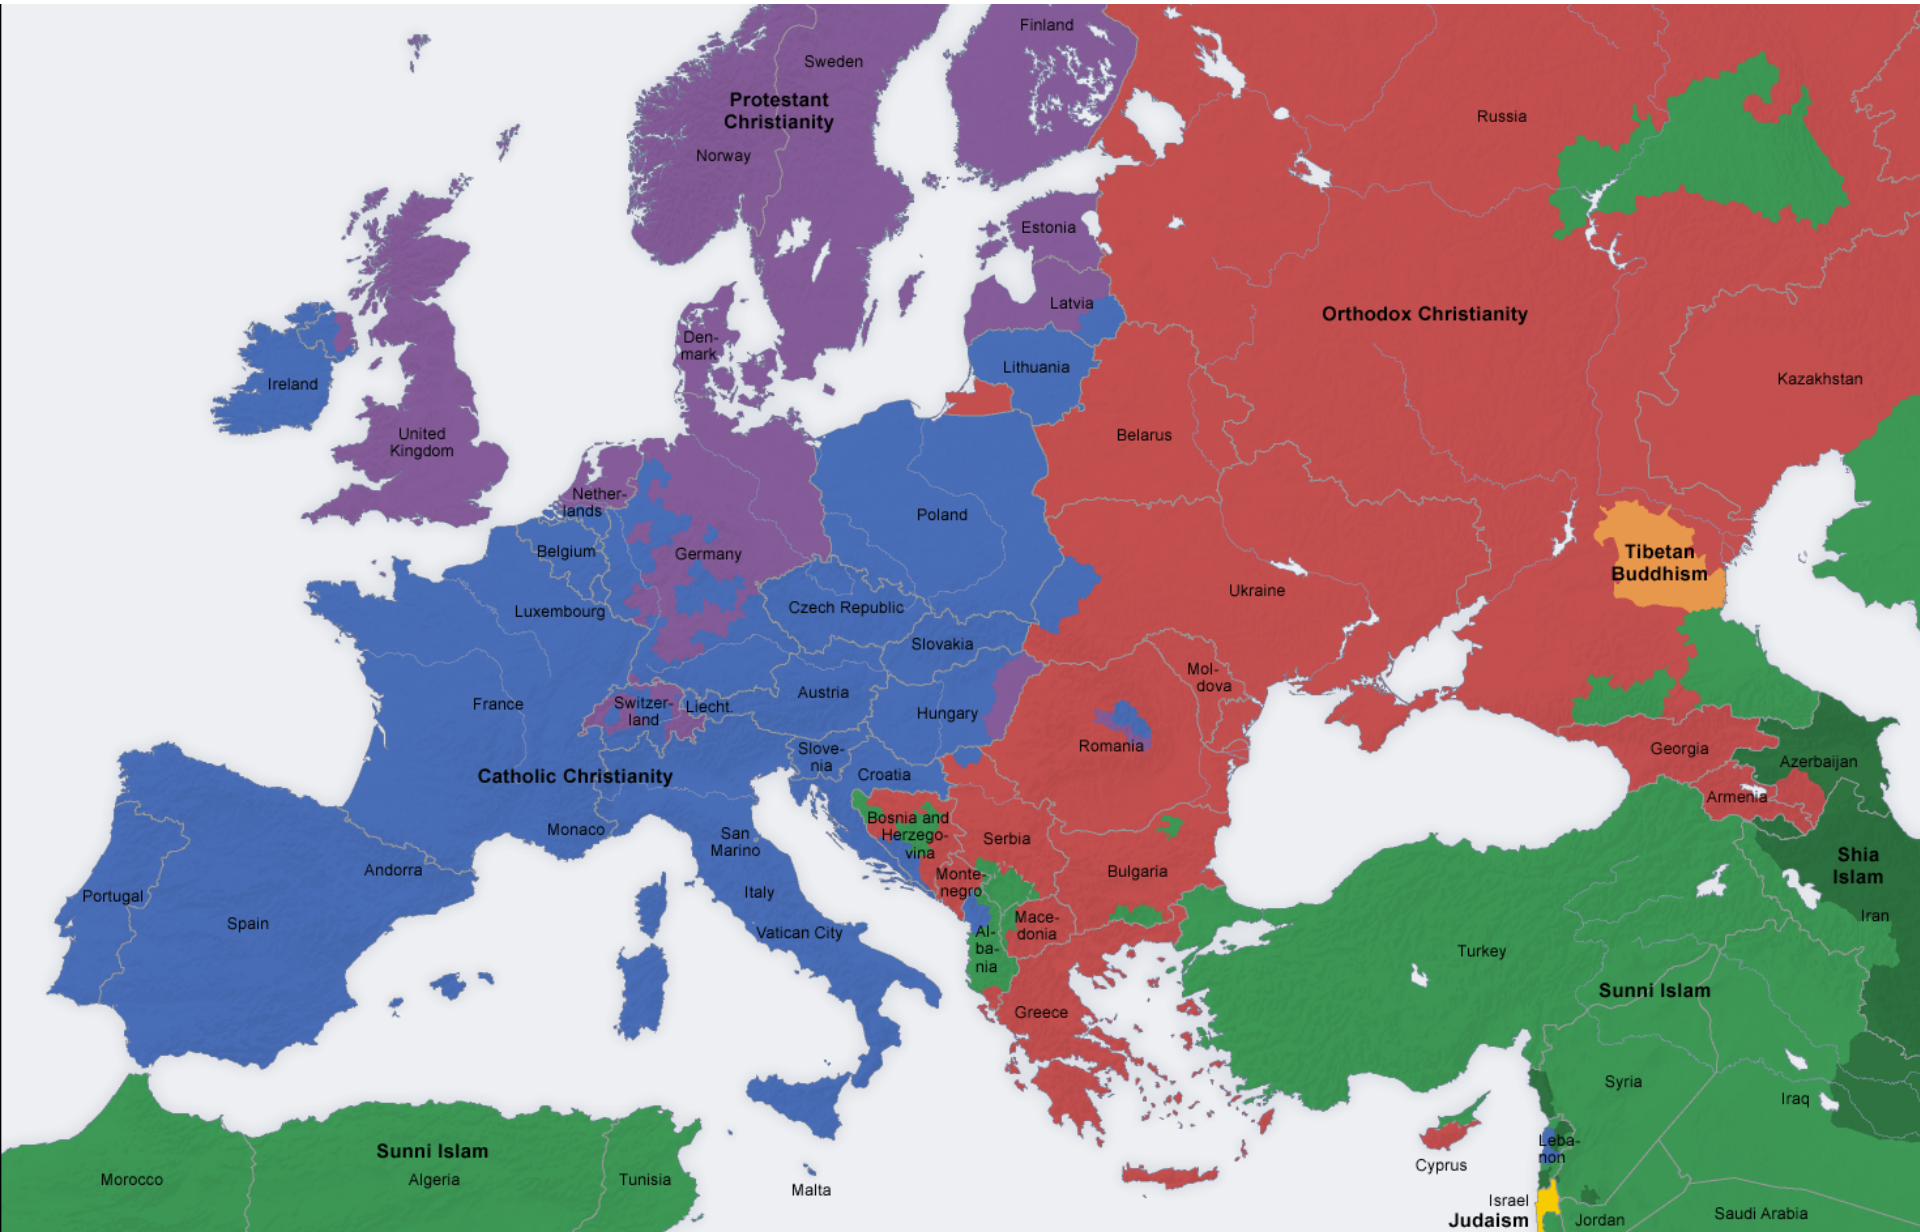 Finland
Sweden
Protestant
Christianity
Norway
Russia
Estonia
Latvia
Orthodox Christianity
Den-
mark
Lithuania
Ireland
Kazakhstan
United
Kingdom
Belarus
Nether-
lands
Poland
Belgium
Germany
Tibetan
Buddhism
Ukraine
Luxembourg
Czech Republic
Slovakia
Mol-
dova
France
Switzer-
land
Liecht.
Austria
Hungary
Romania
Georgia
Slove-
nia
Azerbaijan
Catholic Christianity
Croatia
Armenia
Monaco
San
Marino
Bosnia and
Herzego-
vina
Serbia
Shia
Islam
Andorra
Monte-
negro
Bulgaria
Portugal
Italy
Iran
Spain
Vatican City
Al-
ba-
nia
Mace-
donia
Turkey
Sunni Islam
Greece
Syria
Iraq
Sunni Islam
Leba-
non
Morocco
Algeria
Tunisia
Malta
Cyprus
Israel
Judaism
Jordan
Saudi Arabia